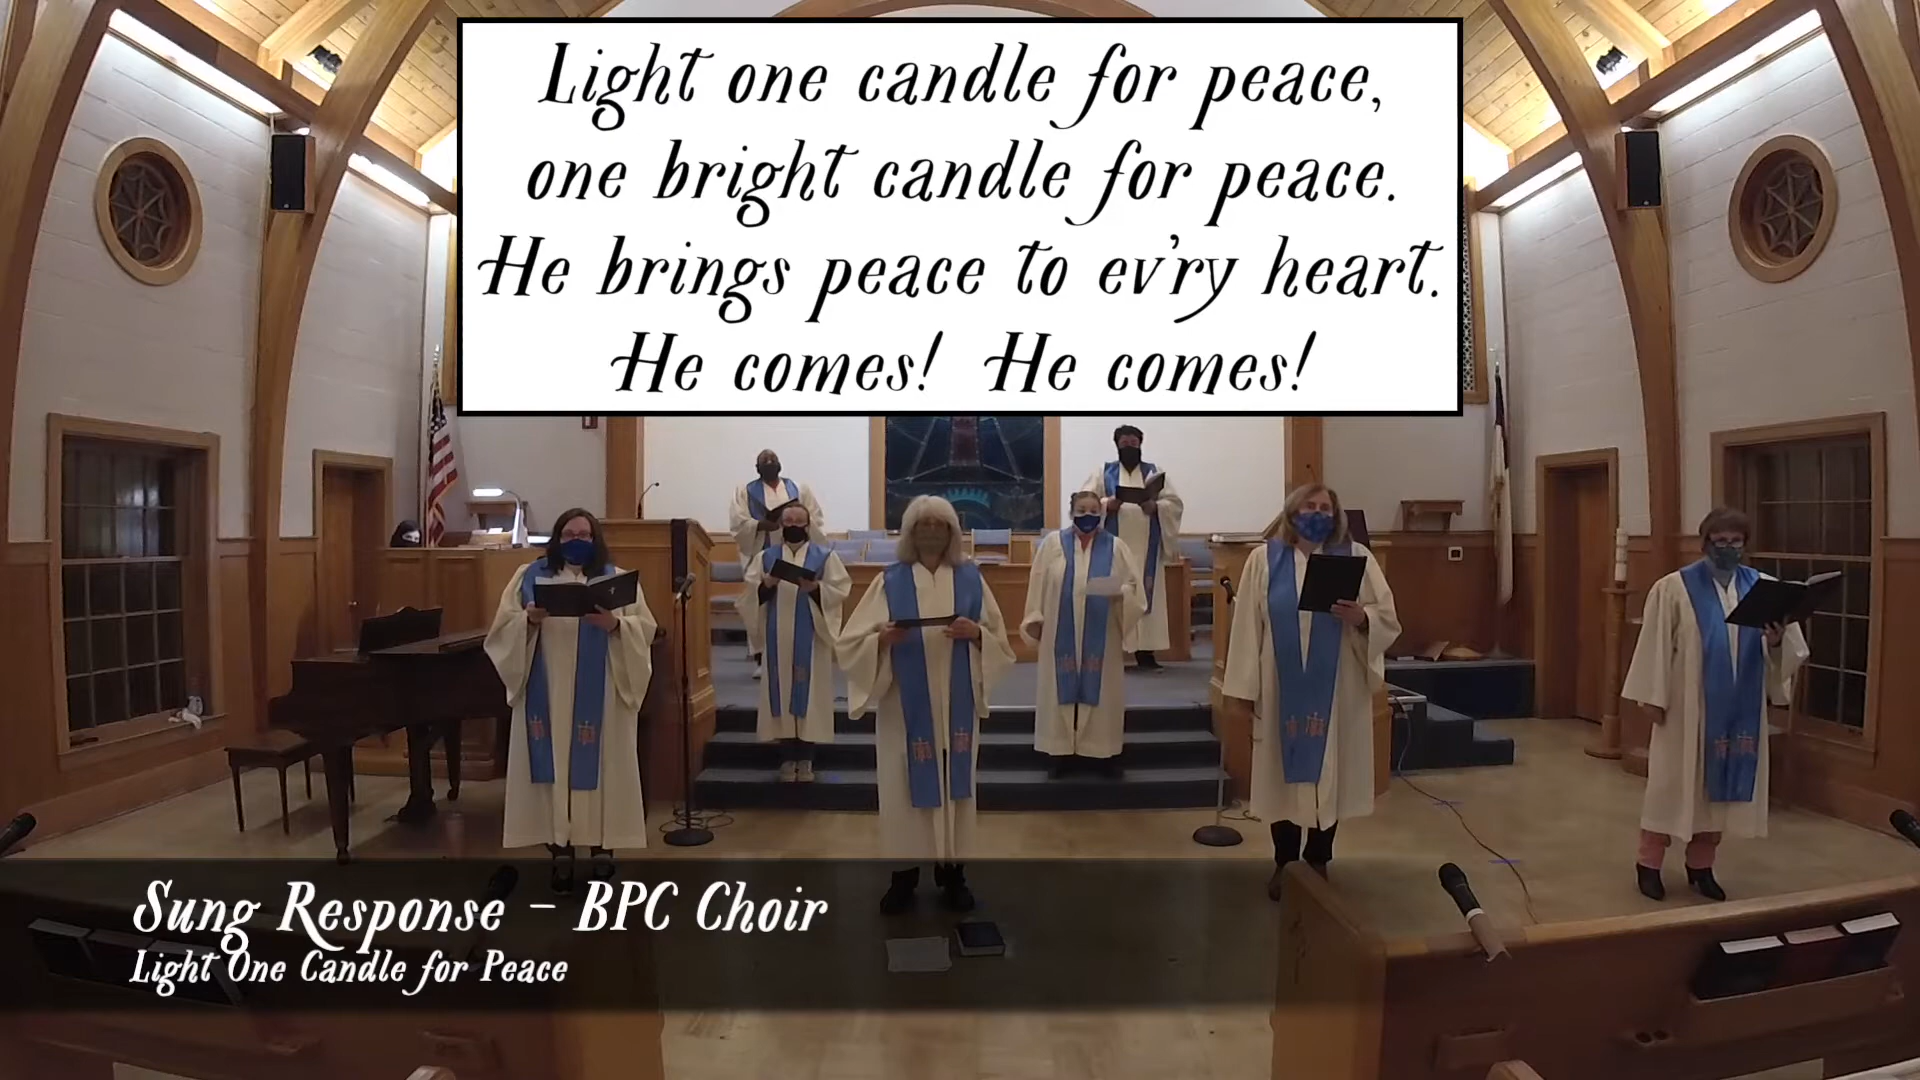 Light one candle for peace,
one bright candle for peace.
He brings peace to ev'ry heart.
He comes! He comes!
Sung Response - BPC Choir
Light One Candle for Peace